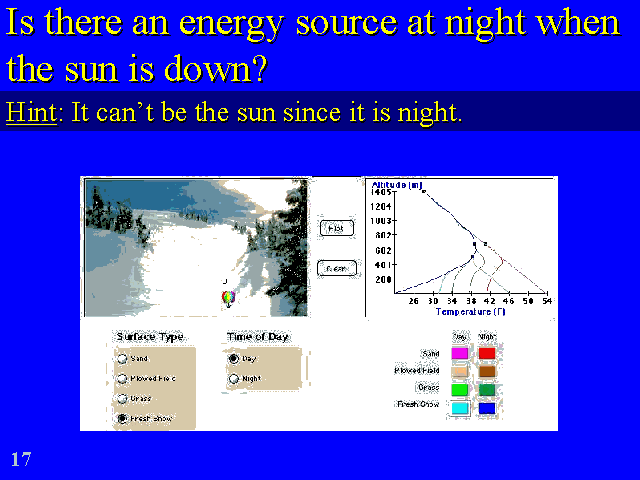 Is there an energy source at night when
the sun is down?
Hint: It can't be the sun since it is night.
Altitude (m)
1405
1204
1003
802
602
401
200
26 30 34 38 42 46 50 54
Temperature (F)
Plot
Surface Type
Sand
Plowed Field
Grass
Fresh Snow
Time of Day
Day
Night
Day Night
Sand
Plowed Field
Grass
Fresh Snow
17